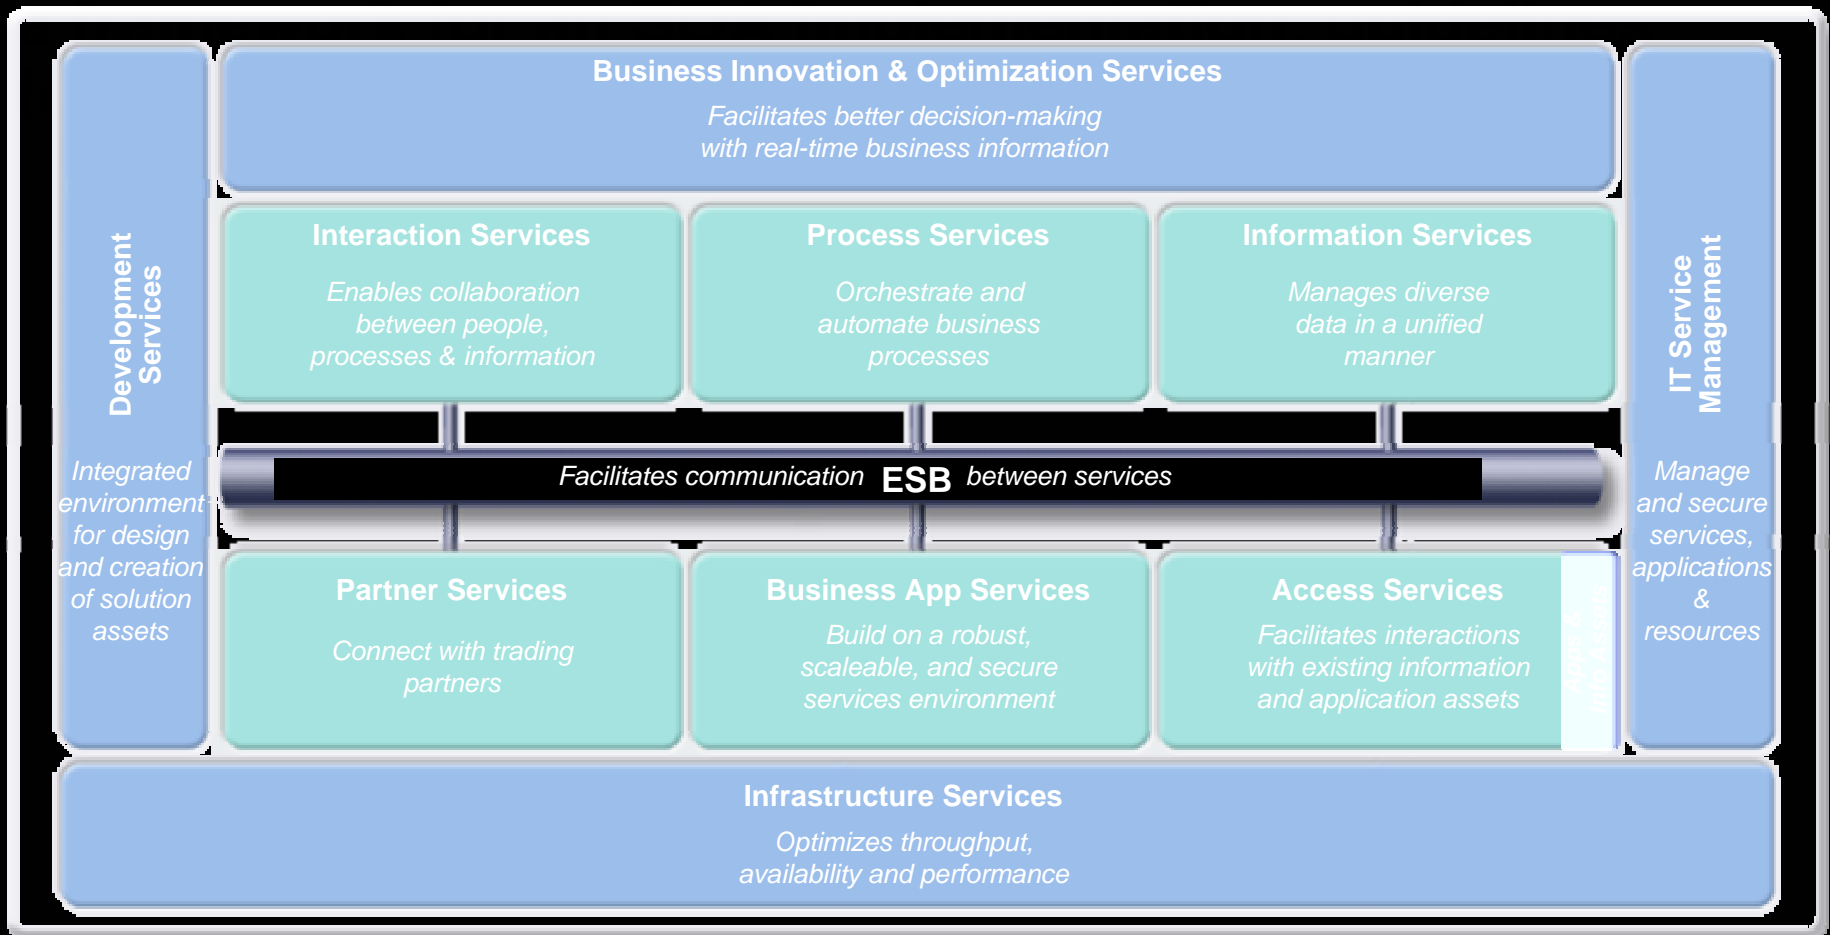 Business Innovation & Optimization Services
Facilitates better decision-making
with real-time business information
Development
Services
Integrated
environment
for design
and creation
of solution
assets
Interaction Services
Enables collaboration
between people,
processes & information
Process Services
Orchestrate and
automate business
processes
Information Services
Manages diverse
data in a unified
manner
IT Service
Management
Manage
and secure
services,
applications
&
resources
Facilitates communication ESB between services
Partner Services
Connect with trading
partners
Business App Services
Build on a robust,
scaleable, and secure
services environment
Access Services
Facilitates interactions
with existing information
and application assets
Apps &
Info Assets
Infrastructure Services
Optimizes throughput,
availability and performance